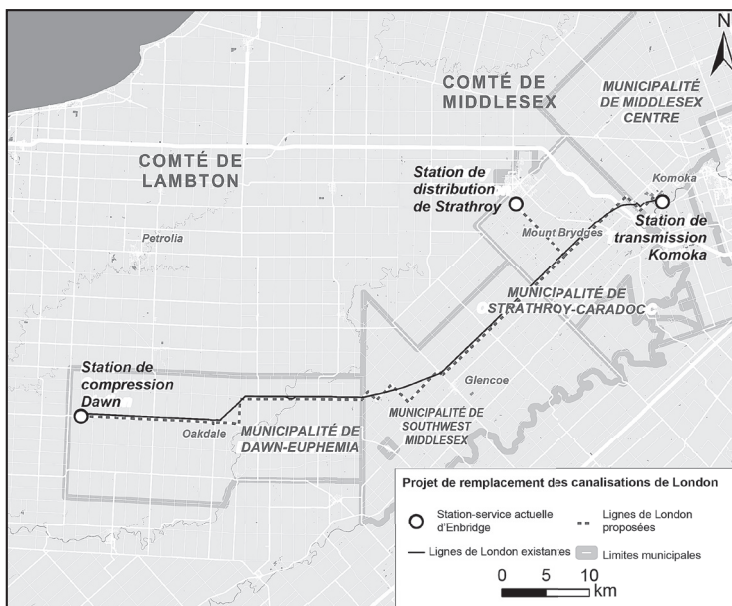 N
COMTÉ DE
MIDDLESEX
MUNICIPALITÉ
DE MIDDLESEX
CENTRE
COMTÉ DE
LAMBTON
Station de
distribution
de Strathroy
Komoka
Station de
transmission
Komoka
Petrolia
Mount Brydges
MUNICIPALITÉ DE
STRATHROY-CARADOC
Station de
compression
Dawn
Glencoe
Oakdale
MUNICIPALITÉ DE
DAWN-EUPHEMIA
MUNICIPALITÉ DE
SOUTHWEST
MIDDLESEX
Projet de remplacement des canalisations de London
Station-service actuelle
d'Enbridge
Lignes de London
proposées
Lignes de London existantes
Limites municipales
0 5 10
km